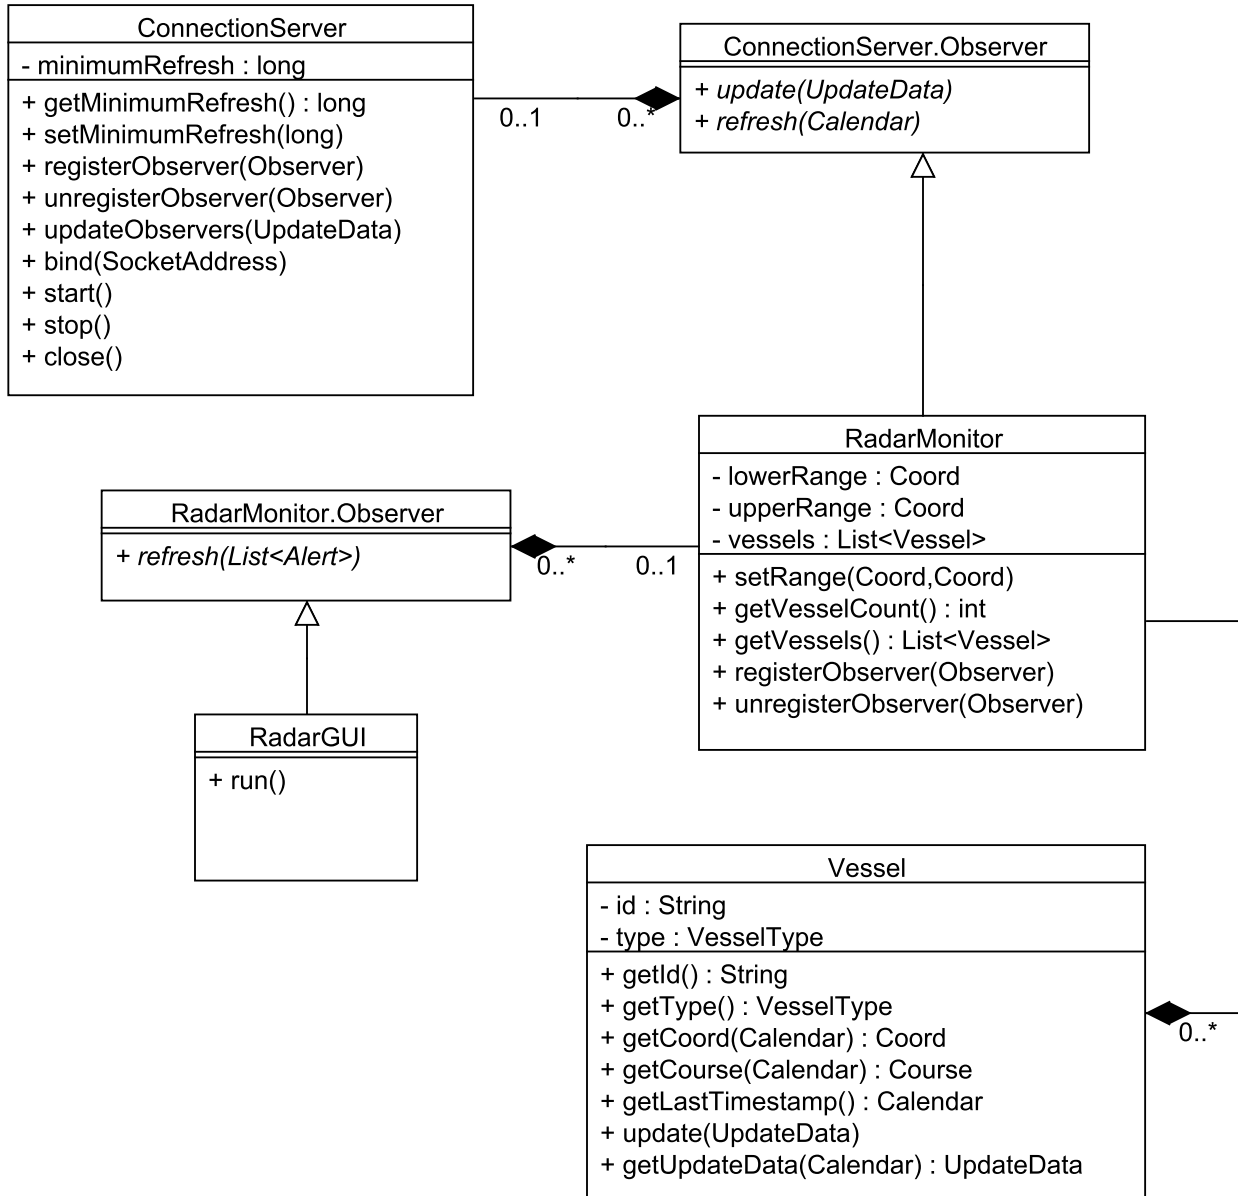 ConnectionServer
- minimumRefresh : long
+ getMinimumRefresh() : long
+ setMinimumRefresh(long)
+ registerObserver(Observer)
+ unregisterObserver(Observer)
+ updateObservers(UpdateData)
+ bind(SocketAddress)
+ start()
+ stop()
+ close()
0..1
0..*
ConnectionServer.Observer
+ update(UpdateData)
+ refresh(Calendar)
RadarMonitor.Observer
+ refresh(List<Alert>)
0..*
0..1
RadarMonitor
- lowerRange : Coord
- upperRange : Coord
- vessels : List<Vessel>
+ setRange(Coord,Coord)
+ getVesselCount() : int
+ getVessels() : List<Vessel>
+ registerObserver(Observer)
+ unregisterObserver(Observer)
RadarGUI
+ run()
Vessel
- id : String
- type : VesselType
+ getId() : String
+ getType() : VesselType
+ getCoord(Calendar) : Coord
+ getCourse(Calendar) : Course
+ getLastTimestamp() : Calendar
+ update(UpdateData)
+ getUpdateData(Calendar) : UpdateData
0..*